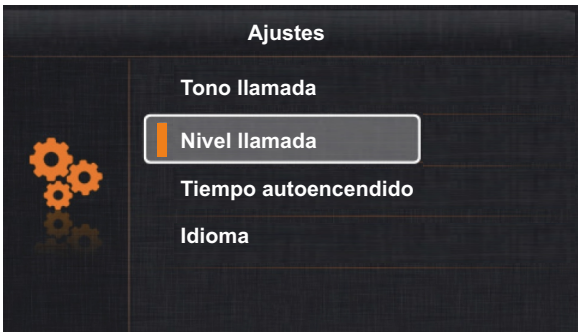 Ajustes
Tono llamada
Nivel llamada
Tiempo autoencendido
Idioma